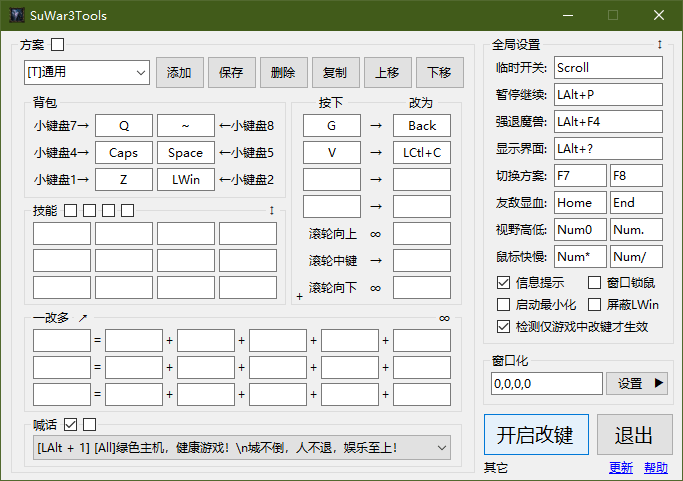 SuWar3Tools
方案
[T]通用 添加 保存 删除 复制 上移 下移
背包
小键盘7→ Q ~ ←小键盘8
小键盘4→ Caps Space ←小键盘5
小键盘1→ Z LWin ←小键盘2
技能 ↕
按下 改为
G → Back
V → LCtl+C
→
→
滚轮向上 ∞
滚轮中键 →
滚轮向下 ∞
+
一改多 ↗ ∞
= + + + +
= + + + +
= + + + +
喊话
[LAlt + 1] [All]绿色主机，健康游戏！\n城不倒，人不退，娱乐至上！
全局设置 ↕
临时开关: Scroll
暂停继续: LAlt+P
强退魔兽: LAlt+F4
显示界面: LAlt+?
切换方案: F7 F8
友敌显血: Home End
视野高低: Num0 Num.
鼠标快慢: Num* Num/
信息提示 窗口锁鼠
启动最小化 屏蔽LWin
检测仅游戏中改键才生效
窗口化
0,0,0,0 设置 ▶
开启改键 退出
其它 更新 帮助